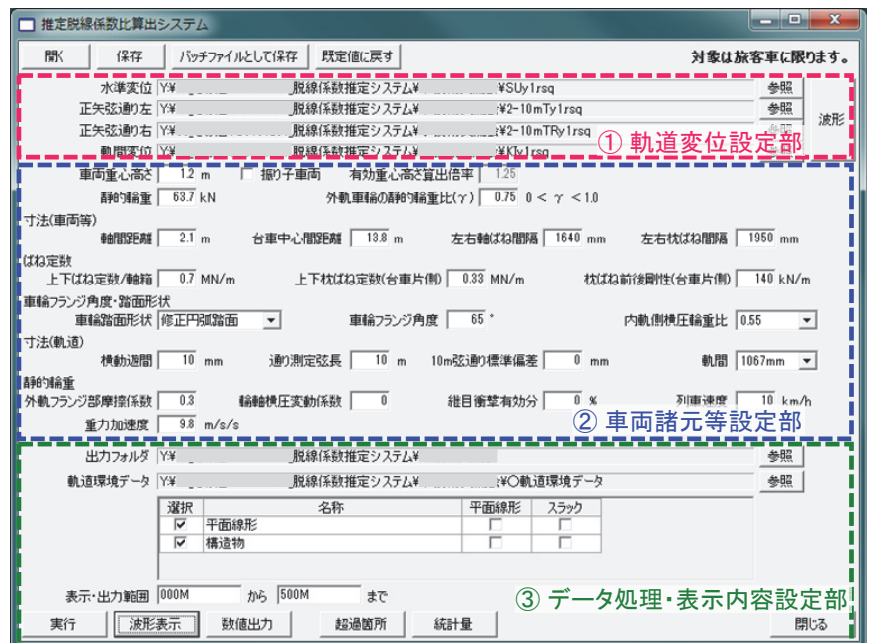 推定脱線係数比算出システム
開く 保存 バッチファイルとして保存 既定値に戻す 対象は旅客車に限ります。
水準変位 Y¥ 脱線係数推定システム¥ ¥SUy1rsq 参照
正矢弦通り左 Y¥ 脱線係数推定システム¥ ¥2-10mTy1rsq 参照
波形
正矢弦通り右 Y¥ 脱線係数推定システム¥ ¥2-10mTRy1rsq 参照
① 軌道変位設定部
軌間変位 Y¥ 脱線係数推定システム¥ ¥KIy1rsq
車両重心高さ 1.2 m 振り子車両 有効重心高さ算出倍率 1.25
静的輪重 63.7 kN 外軌車輪の静的輪重比(γ) 0.75 0 < γ < 1.0
寸法(車両等)
軸間距離 2.1 m 台車中心間距離 13.8 m 左右軸ばね間隔 1640 mm 左右枕ばね間隔 1950 mm
ばね定数
上下ばね定数/軸箱 0.7 MN/m 上下枕ばね定数(台車片側) 0.33 MN/m 枕ばね前後剛性(台車片側) 140 kN/m
車輪フランジ角度・踏面形状
車輪踏面形状 修正円弧踏面 車輪フランジ角度 65 ° 内軌側横圧輪重比 0.55
寸法(軌道)
横動遊間 10 mm 通り測定弦長 10 m 10m弦通り標準偏差 0 mm 軌間 1067mm
静的輪重
外軌フランジ部摩擦係数 0.3 輪軸横圧変動係数 0 継目衝撃有効分 0 % 列車速度 10 km/h
重力加速度 9.8 m/s/s
② 車両諸元等設定部
出力フォルダ Y¥ 脱線係数推定システム¥ 参照
軌道環境データ Y¥ 脱線係数推定システム¥ ¥〇軌道環境データ 参照
選択 名称 平面線形 スラック
平面線形
構造物
表示・出力範囲 000M から 500M まで
③ データ処理・表示内容設定部
実行 波形表示 数値出力 超過箇所 統計量 閉じる